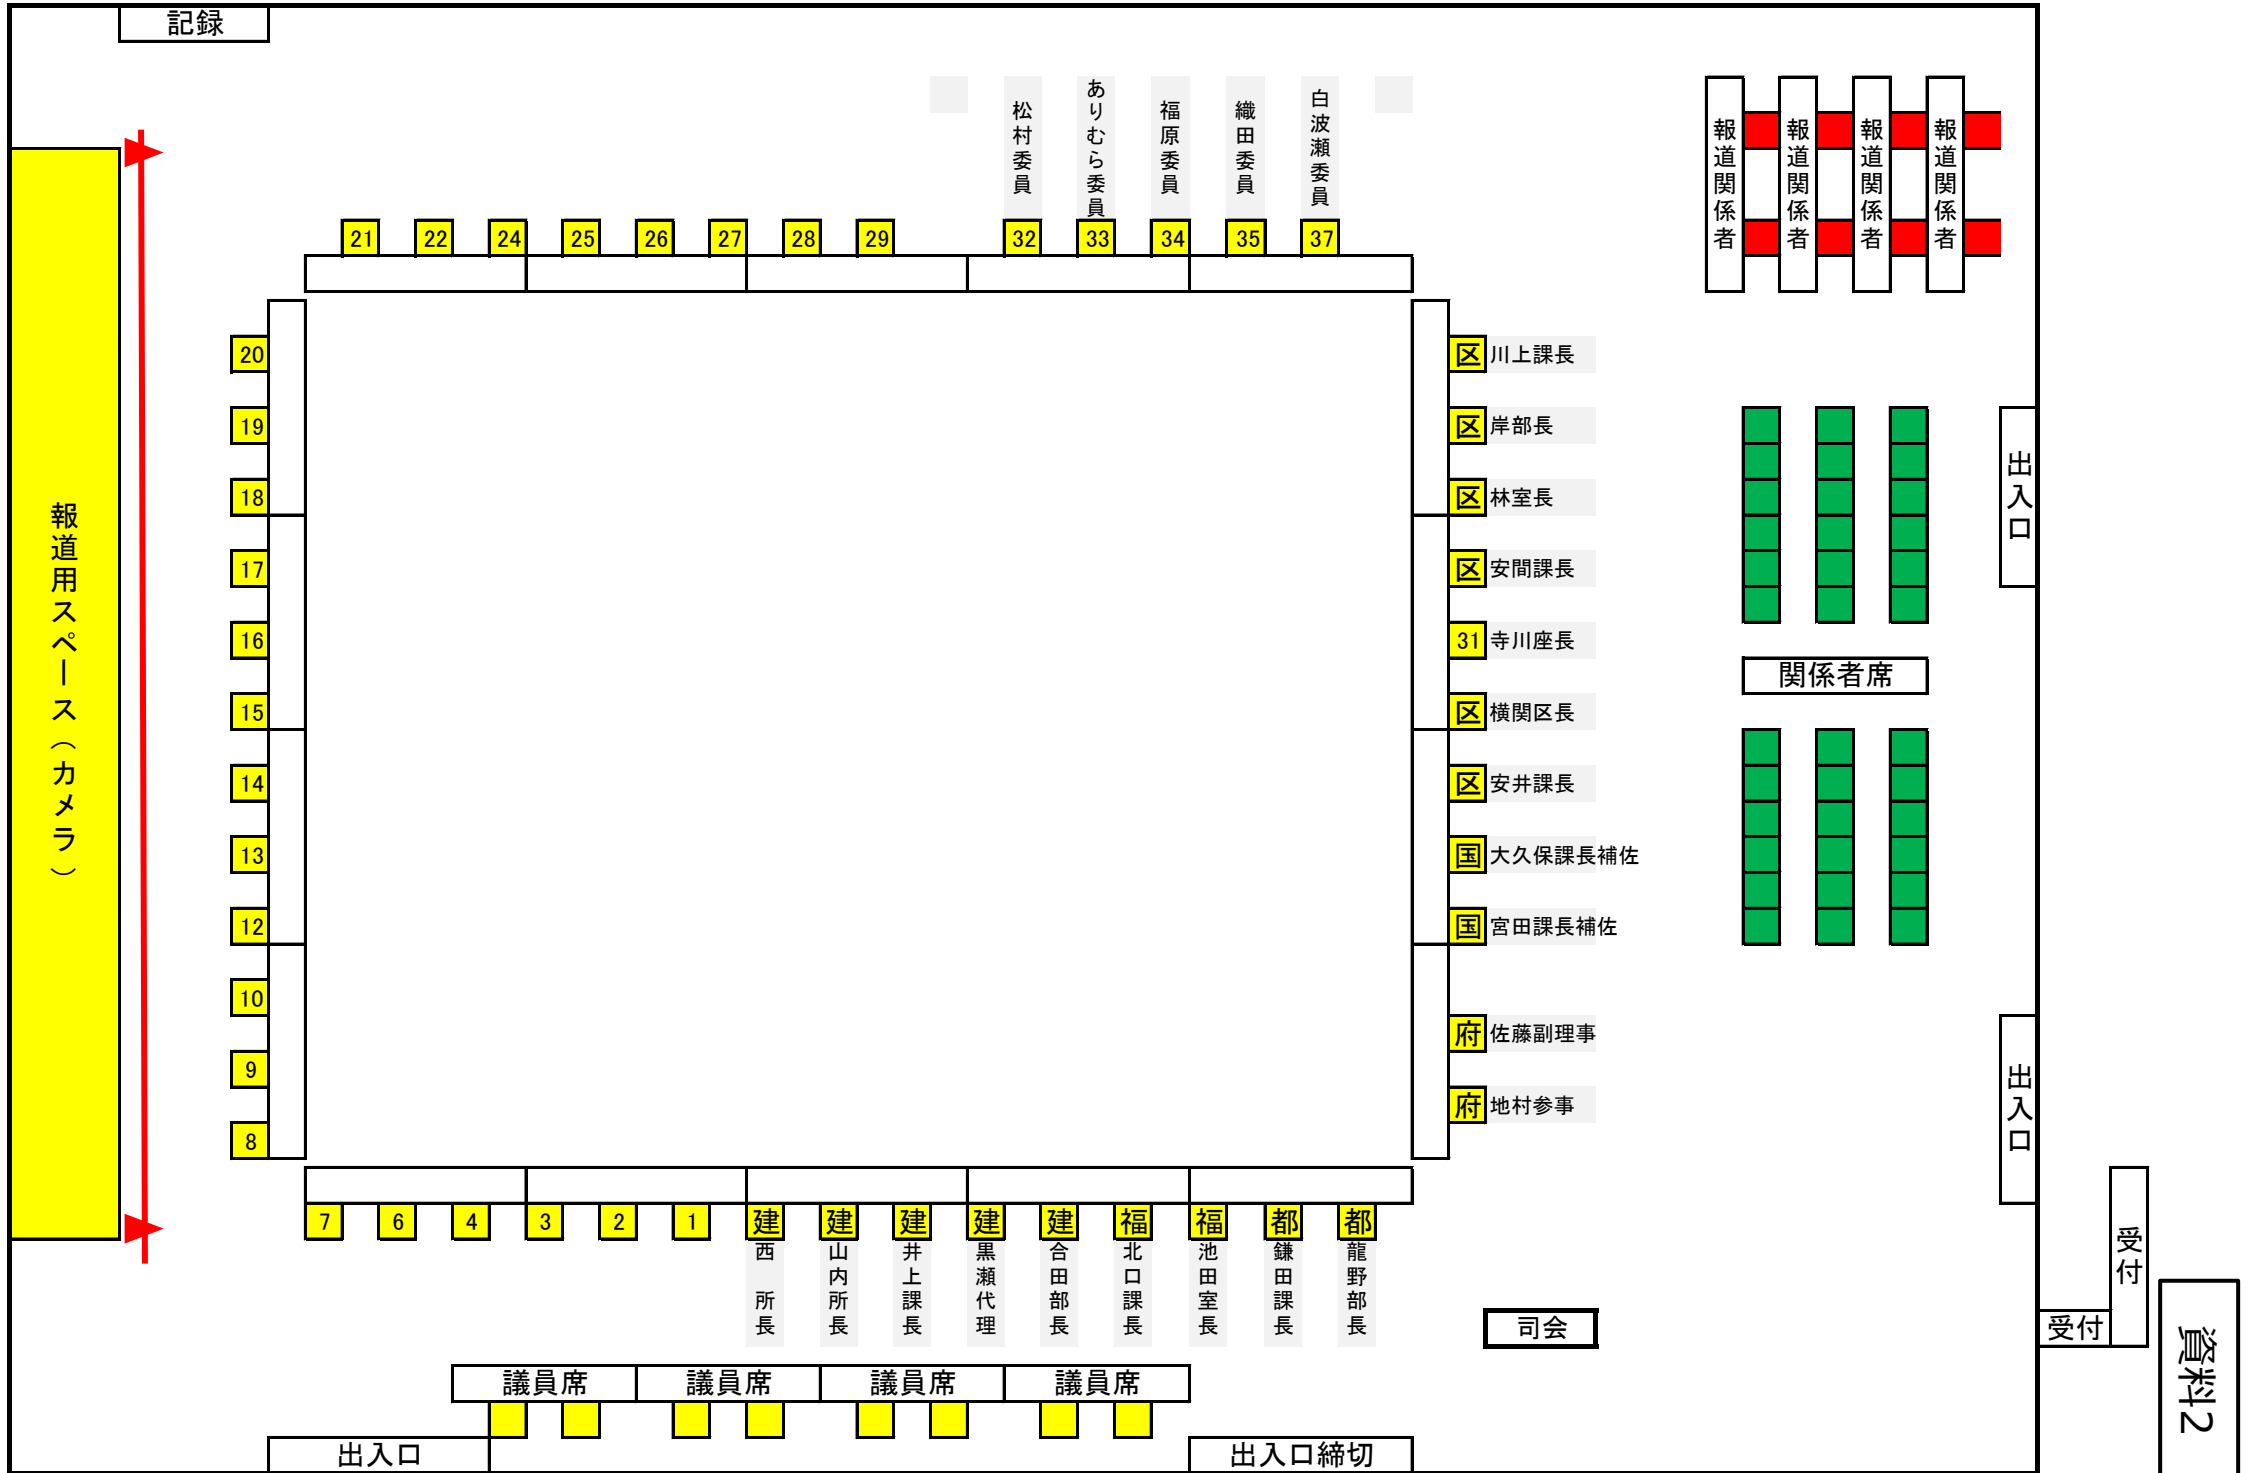 記録
松村委員
ありむら委員
福原委員
織田委員
白波瀬委員
報道関係者
報道関係者
報道関係者
報道関係者
21 22 24 25 26 27 28 29 32 33 34 35 37
報道用スペース（カメラ）
20
19
18
17
16
15
14
13
12
10
9
8
区 川上課長
区 岸部長
区 林室長
区 安間課長
31 寺川座長
区 横関区長
区 安井課長
国 大久保課長補佐
国 宮田課長補佐
府 佐藤副理事
府 地村参事
出入口
関係者席
出入口
7 6 4 3 2 1 建 建 建 建 建 福 福 都 都
西 所長
山内所長
井上課長
黒瀬代理
合田部長
北口課長
池田室長
鎌田課長
龍野部長
司会
受付
受付
資料2
議員席 議員席 議員席 議員席
出入口
出入口締切